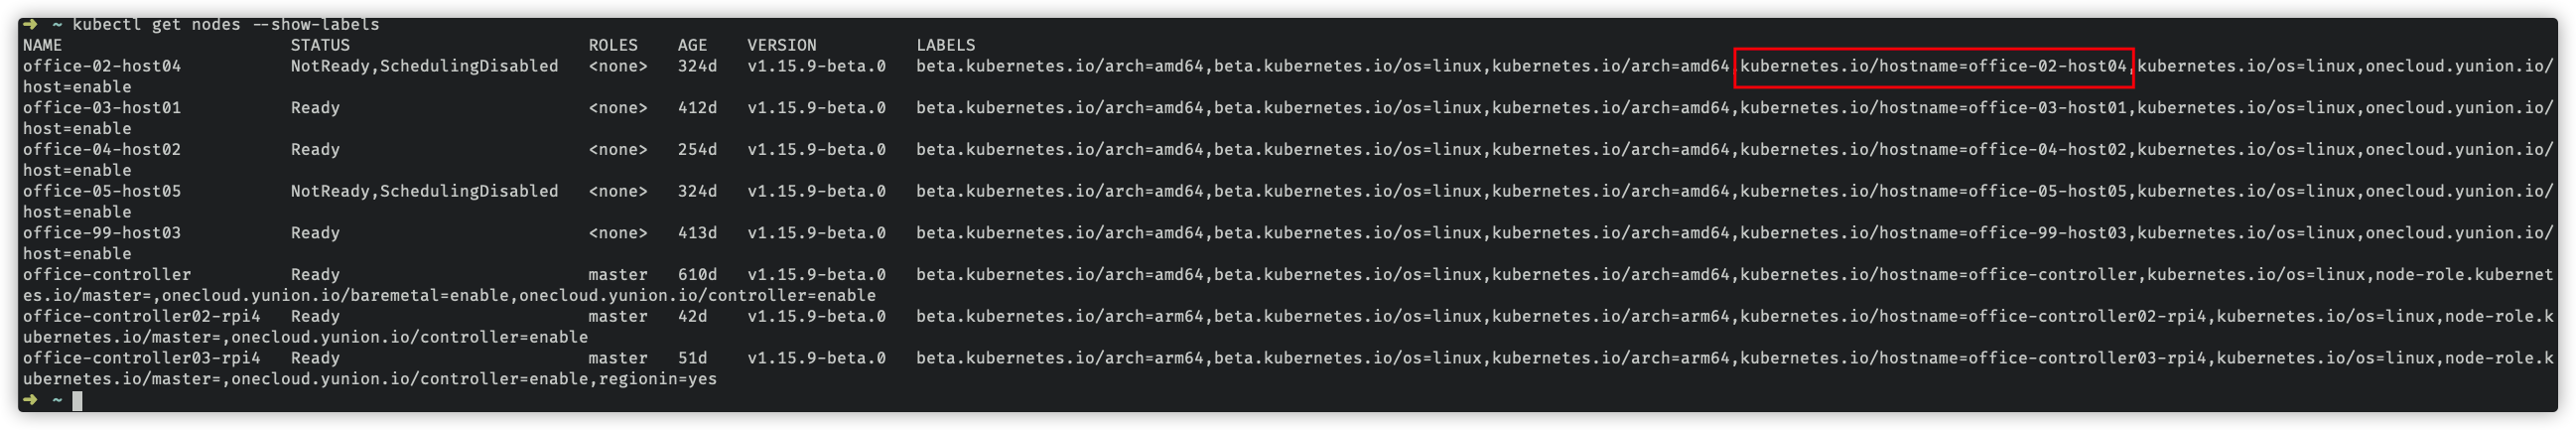 ➜ ~ kubectl get nodes --show-labels
NAME STATUS ROLES AGE VERSION LABELS
office-02-host04 NotReady,SchedulingDisabled <none> 324d v1.15.9-beta.0 beta.kubernetes.io/arch=amd64,beta.kubernetes.io/os=linux,kubernetes.io/arch=amd64,kubernetes.io/hostname=office-02-host04,kubernetes.io/os=linux,onecloud.yunion.io/
host=enable
office-03-host01 Ready <none> 412d v1.15.9-beta.0 beta.kubernetes.io/arch=amd64,beta.kubernetes.io/os=linux,kubernetes.io/arch=amd64,kubernetes.io/hostname=office-03-host01,kubernetes.io/os=linux,onecloud.yunion.io/
host=enable
office-04-host02 Ready <none> 254d v1.15.9-beta.0 beta.kubernetes.io/arch=amd64,beta.kubernetes.io/os=linux,kubernetes.io/arch=amd64,kubernetes.io/hostname=office-04-host02,kubernetes.io/os=linux,onecloud.yunion.io/
host=enable
office-05-host05 NotReady,SchedulingDisabled <none> 324d v1.15.9-beta.0 beta.kubernetes.io/arch=amd64,beta.kubernetes.io/os=linux,kubernetes.io/arch=amd64,kubernetes.io/hostname=office-05-host05,kubernetes.io/os=linux,onecloud.yunion.io/
host=enable
office-99-host03 Ready <none> 413d v1.15.9-beta.0 beta.kubernetes.io/arch=amd64,beta.kubernetes.io/os=linux,kubernetes.io/arch=amd64,kubernetes.io/hostname=office-99-host03,kubernetes.io/os=linux,onecloud.yunion.io/
host=enable
office-controller Ready master 610d v1.15.9-beta.0 beta.kubernetes.io/arch=amd64,beta.kubernetes.io/os=linux,kubernetes.io/arch=amd64,kubernetes.io/hostname=office-controller,kubernetes.io/os=linux,node-role.kubernet
es.io/master=,onecloud.yunion.io/baremetal=enable,onecloud.yunion.io/controller=enable
office-controller02-rpi4 Ready master 42d v1.15.9-beta.0 beta.kubernetes.io/arch=arm64,beta.kubernetes.io/os=linux,kubernetes.io/arch=arm64,kubernetes.io/hostname=office-controller02-rpi4,kubernetes.io/os=linux,node-role.k
ubernetes.io/master=,onecloud.yunion.io/controller=enable
office-controller03-rpi4 Ready master 51d v1.15.9-beta.0 beta.kubernetes.io/arch=arm64,beta.kubernetes.io/os=linux,kubernetes.io/arch=arm64,kubernetes.io/hostname=office-controller03-rpi4,kubernetes.io/os=linux,node-role.k
ubernetes.io/master=,onecloud.yunion.io/controller=enable,regionin=yes
➜ ~